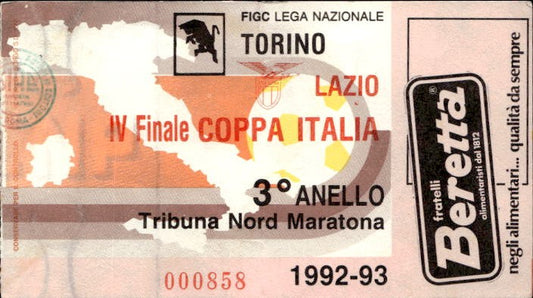 FIGC LEGA NAZIONALE
TORINO
LAZIO
IV Finale COPPA ITALIA
3° ANELLO
Tribuna Nord Maratona
000858
1992-93
fratelli
Beretta®
alimentaristi dal 1812
negli alimentari... qualità da sempre